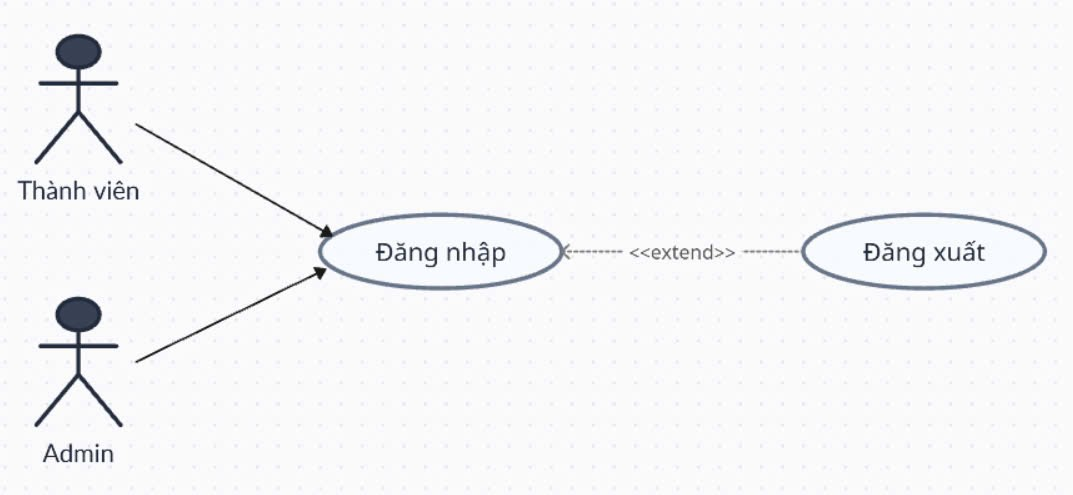 Thành viên
Đăng nhập
<<extend>>
Đăng xuất
Admin